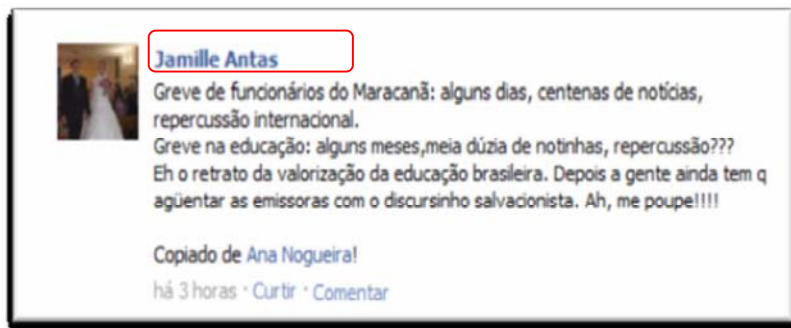 Jamille Antas
Greve de funcionários do Maracanã: alguns dias, centenas de notícias,
repercussão internacional.
Greve na educação: alguns meses,meia dúzia de notinhas, repercussão???
Eh o retrato da valorização da educação brasileira. Depois a gente ainda tem q
agüentar as emissoras com o discursinho salvacionista. Ah, me poupe!!!!
Copiado de Ana Nogueira!
há 3 horas · Curtir · Comentar